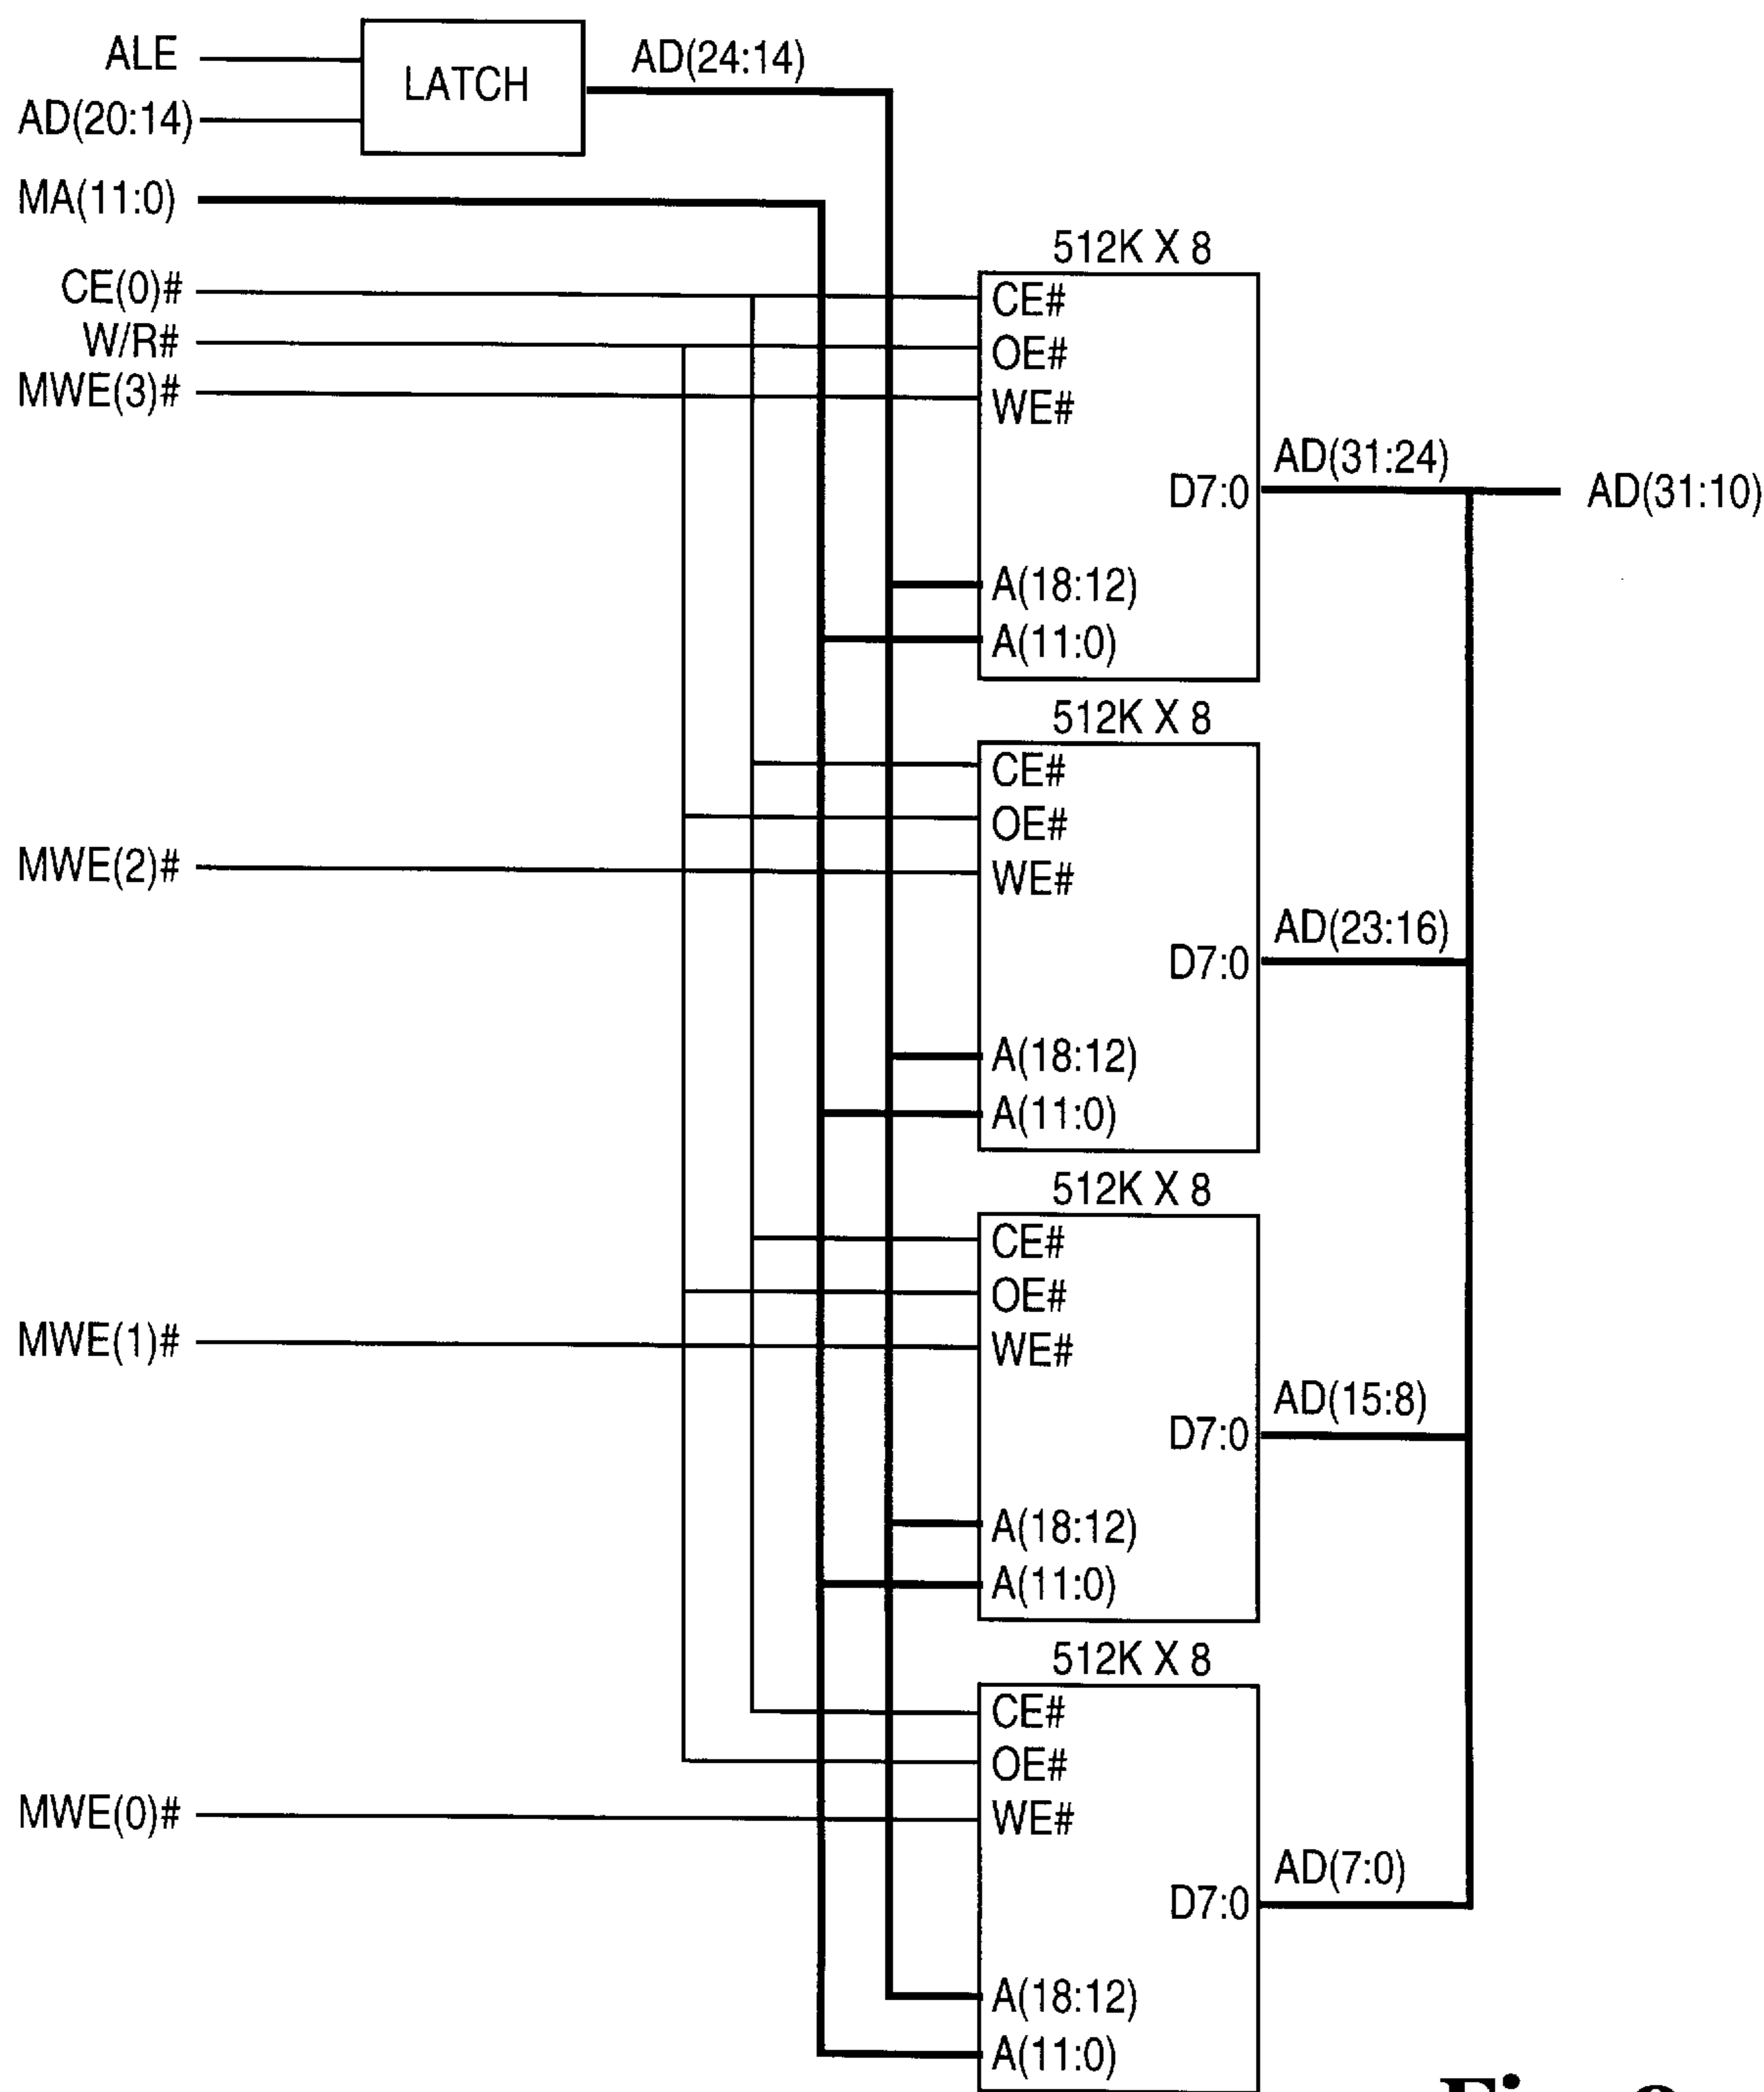 ALE
AD(20:14)
LATCH
AD(24:14)
MA(11:0)
CE(0)#
W/R#
MWE(3)#
512K X 8
CE#
OE#
WE#
D7:0
AD(31:24)
AD(31:10)
A(18:12)
A(11:0)
512K X 8
CE#
OE#
MWE(2)#
WE#
D7:0
AD(23:16)
A(18:12)
A(11:0)
512K X 8
CE#
OE#
MWE(1)#
WE#
D7:0
AD(15:8)
A(18:12)
A(11:0)
512K X 8
CE#
OE#
MWE(0)#
WE#
D7:0
AD(7:0)
A(18:12)
A(11:0)